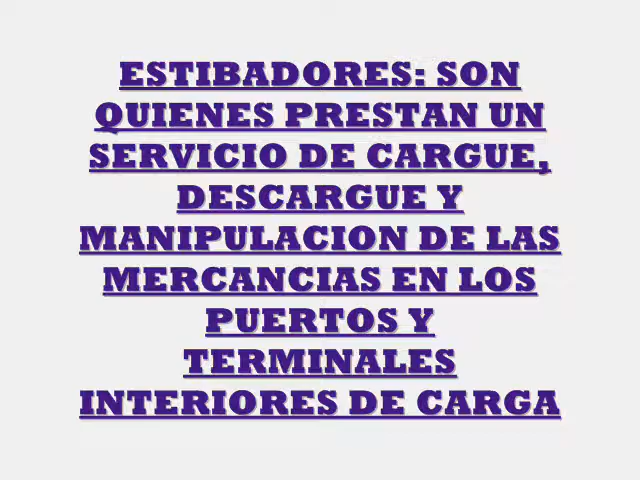 ESTIBADORES: SON
QUIENES PRESTAN UN
SERVICIO DE CARGUE,
DESCARGUE Y
MANIPULACION DE LAS
MERCANCIAS EN LOS
PUERTOS Y
TERMINALES
INTERIORES DE CARGA